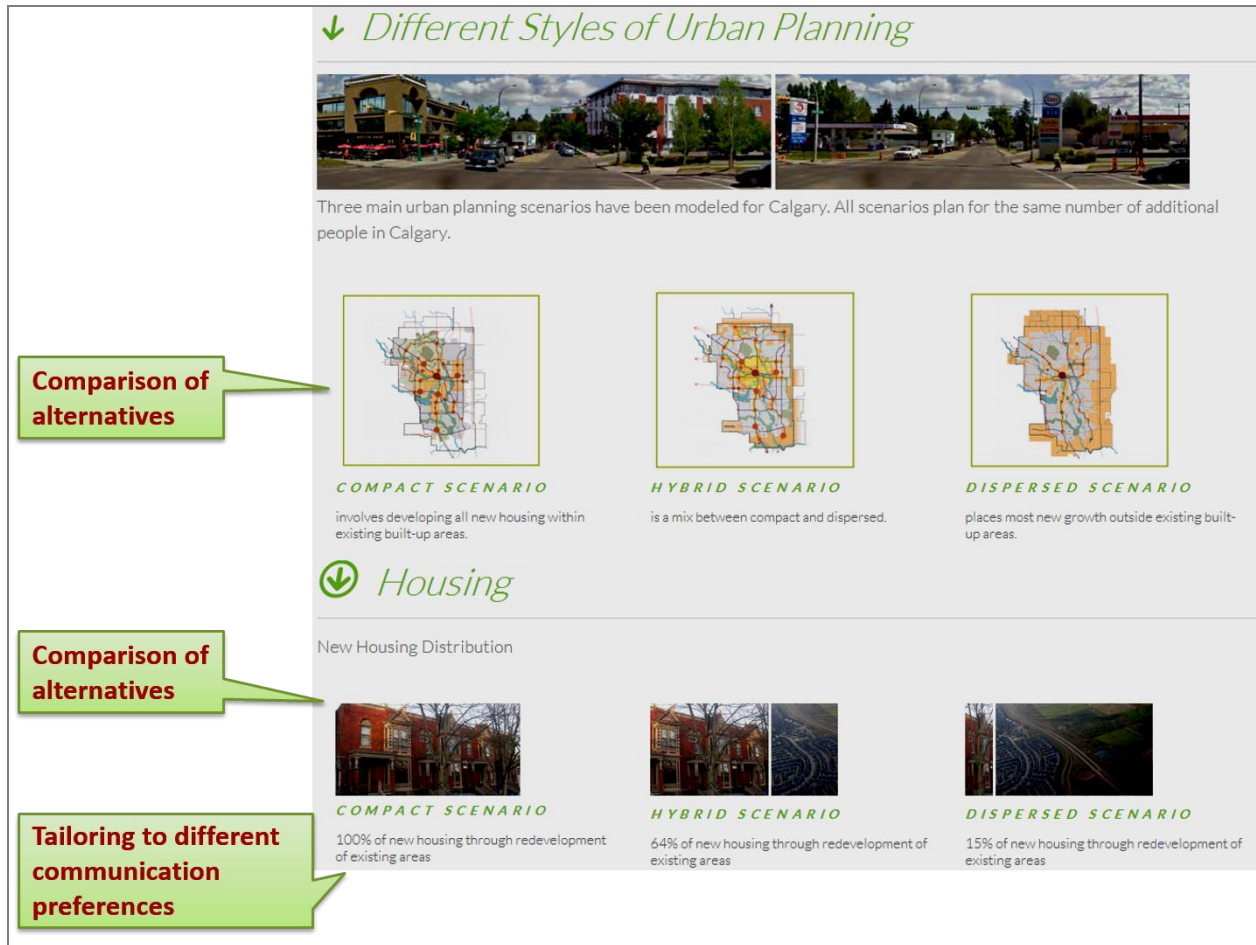 Different Styles of Urban Planning
Three main urban planning scenarios have been modeled for Calgary. All scenarios plan for the same number of additional
people in Calgary.
Comparison of
alternatives
COMPACT SCENARIO
involves developing all new housing within
existing built-up areas.
HYBRID SCENARIO
is a mix between compact and dispersed.
DISPERSED SCENARIO
places most new growth outside existing built-
up areas.
Housing
New Housing Distribution
Comparison of
alternatives
COMPACT SCENARIO
100% of new housing through redevelopment
of existing areas
HYBRID SCENARIO
64% of new housing through redevelopment of
existing areas
DISPERSED SCENARIO
15% of new housing through redevelopment of
existing areas
Tailoring to different
communication
preferences